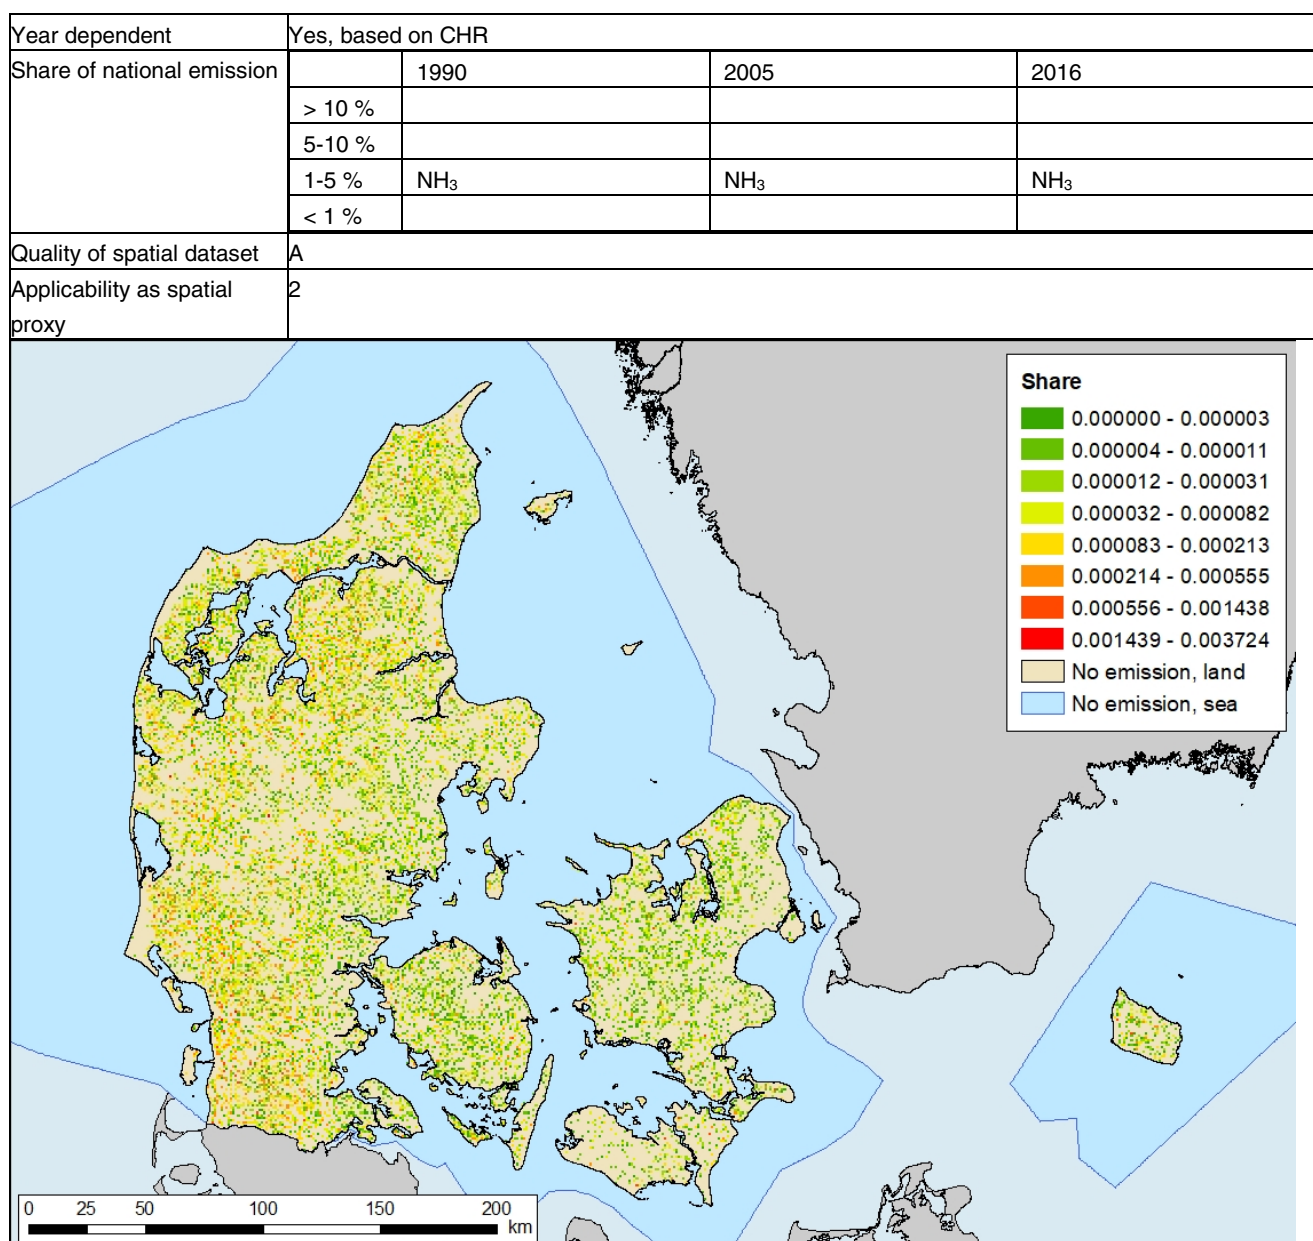 Year dependent Yes, based on CHR
Share of national emission 1990 2005 2016
> 10 %
5-10 %
1-5 % NH₃ NH₃ NH₃
< 1 %
Quality of spatial dataset A
Applicability as spatial 2
proxy
Share
0.000000 - 0.000003
0.000004 - 0.000011
0.000012 - 0.000031
0.000032 - 0.000082
0.000083 - 0.000213
0.000214 - 0.000555
0.000556 - 0.001438
0.001439 - 0.003724
No emission, land
No emission, sea
0 25 50 100 150 200
km